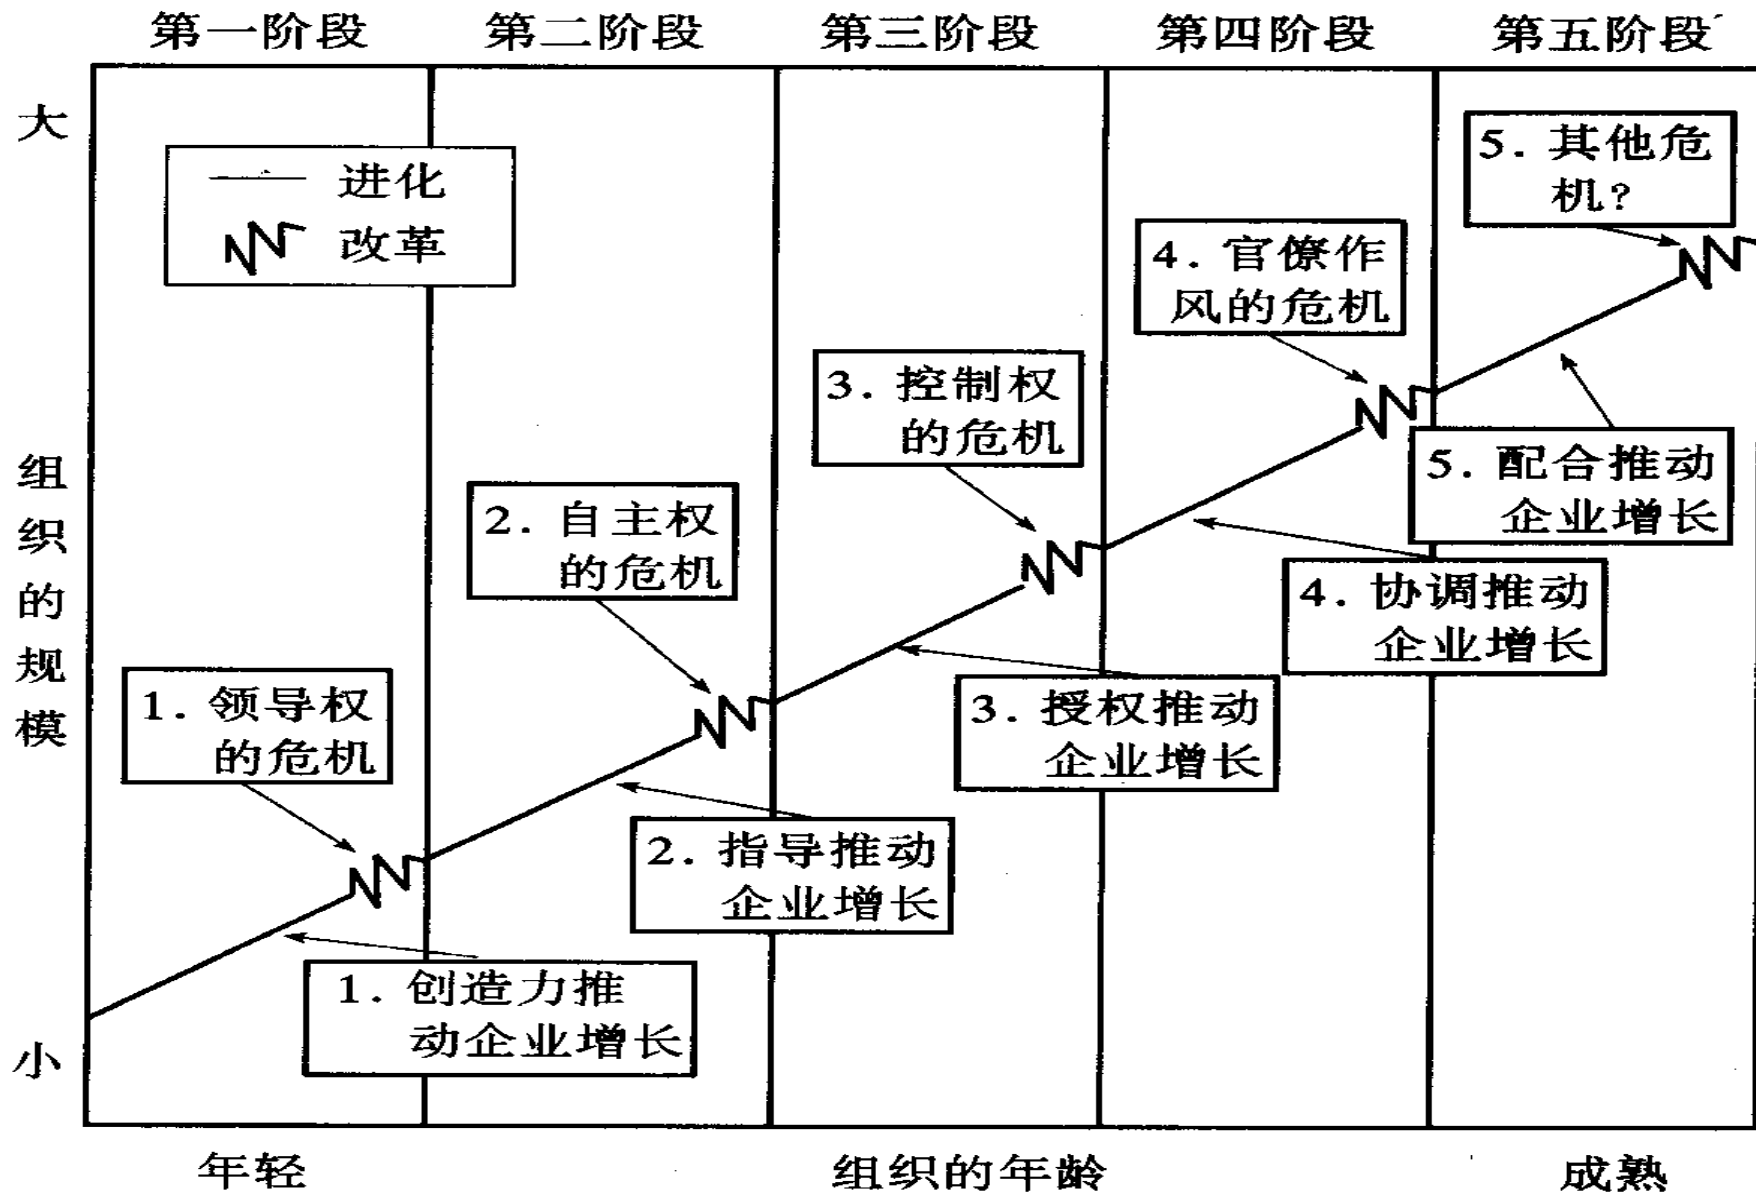 第一阶段
第二阶段
第三阶段
第四阶段
第五阶段
大
组织的规模
小
进化
改革
5. 其他危
机?
4. 官僚作
风的危机
3. 控制权
的危机
5. 配合推动
企业增长
2. 自主权
的危机
4. 协调推动
企业增长
1. 领导权
的危机
3. 授权推动
企业增长
2. 指导推动
企业增长
1. 创造力推
动企业增长
年轻
组织的年龄
成熟